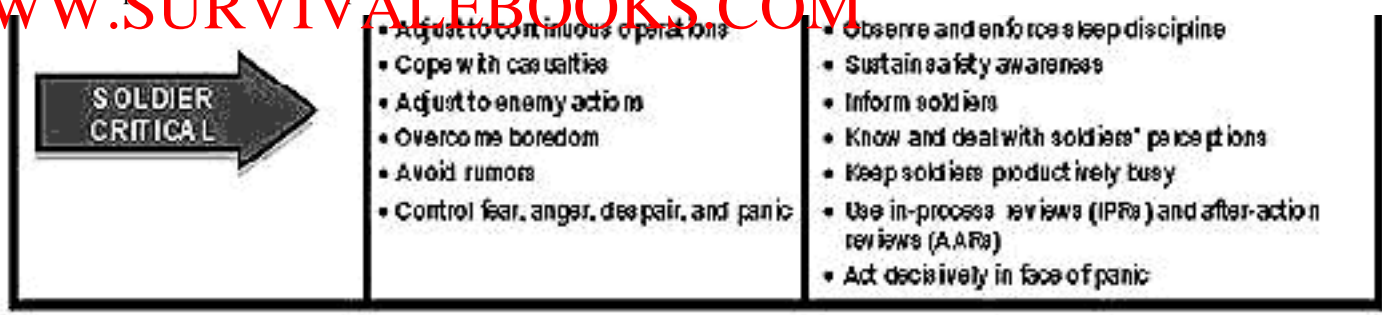 WWW.SURVIVALEBOOKS.COM
SOLDIER
CRITICAL
• Adjust to continuous operations
• Cope with casualties
• Adjust to enemy actions
• Overcome boredom
• Avoid rumors
• Control fear, anger, despair, and panic
• Observe and enforce sleep discipline
• Sustain safety awareness
• Inform soldiers
• Know and deal with soldiers' perceptions
• Keep soldiers productively busy
• Use in-process reviews (IPRs) and after-action
reviews (AARs)
• Act decisively in face of panic